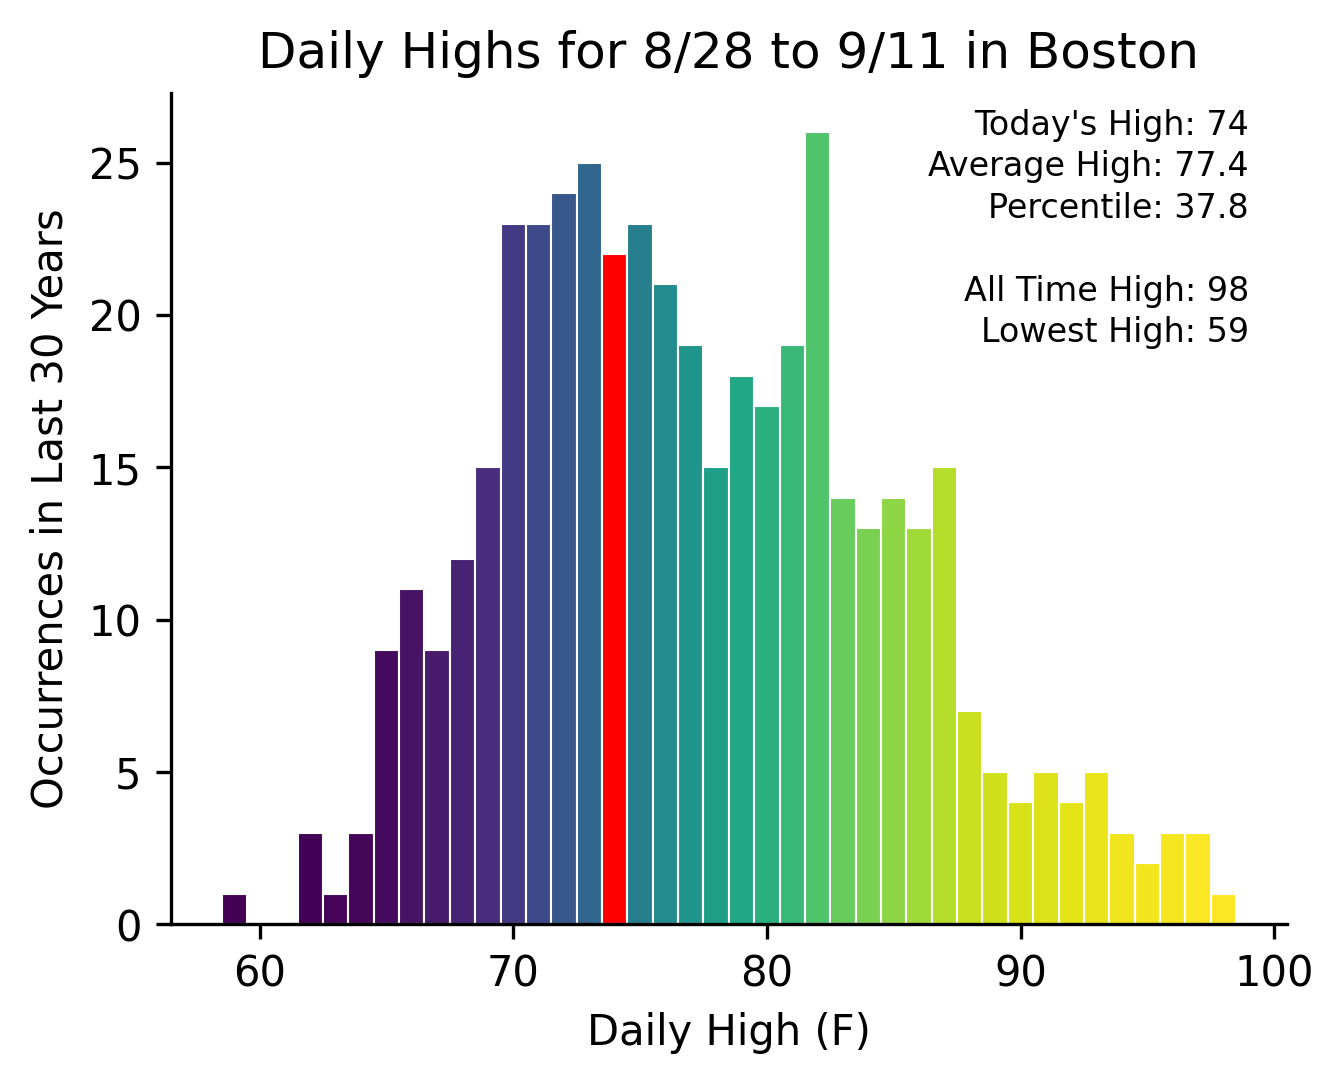 Daily Highs for 8/28 to 9/11 in Boston
Today's High: 74
Average High: 77.4
Percentile: 37.8
All Time High: 98
Lowest High: 59
Occurrences in Last 30 Years
25
20
15
10
5
0
60 70 80 90 100
Daily High (F)